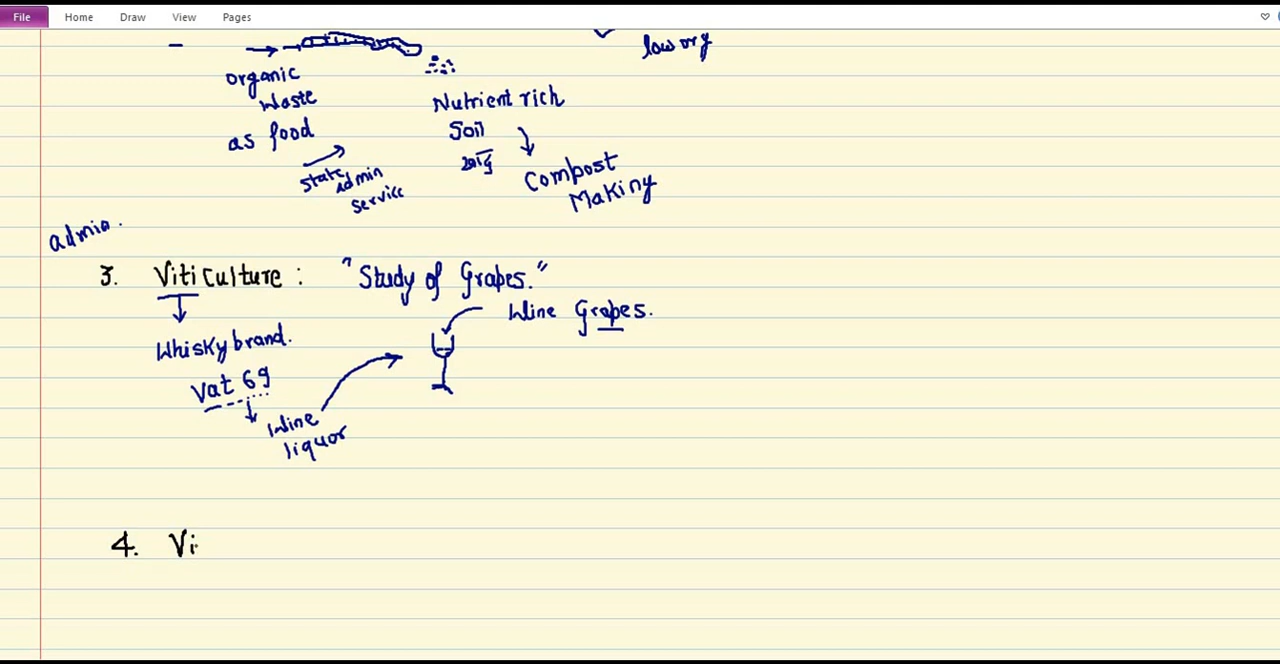 File Home Draw View Pages
low org
organic
waste
as food
Nutrient rich
Soil
खाद
Compost
Making
State admin
service
admin.
3. Viticulture : "Study of Grapes."
Wine Grapes.
Whisky brand.
Vat 69
Wine
liquor
4. Vi